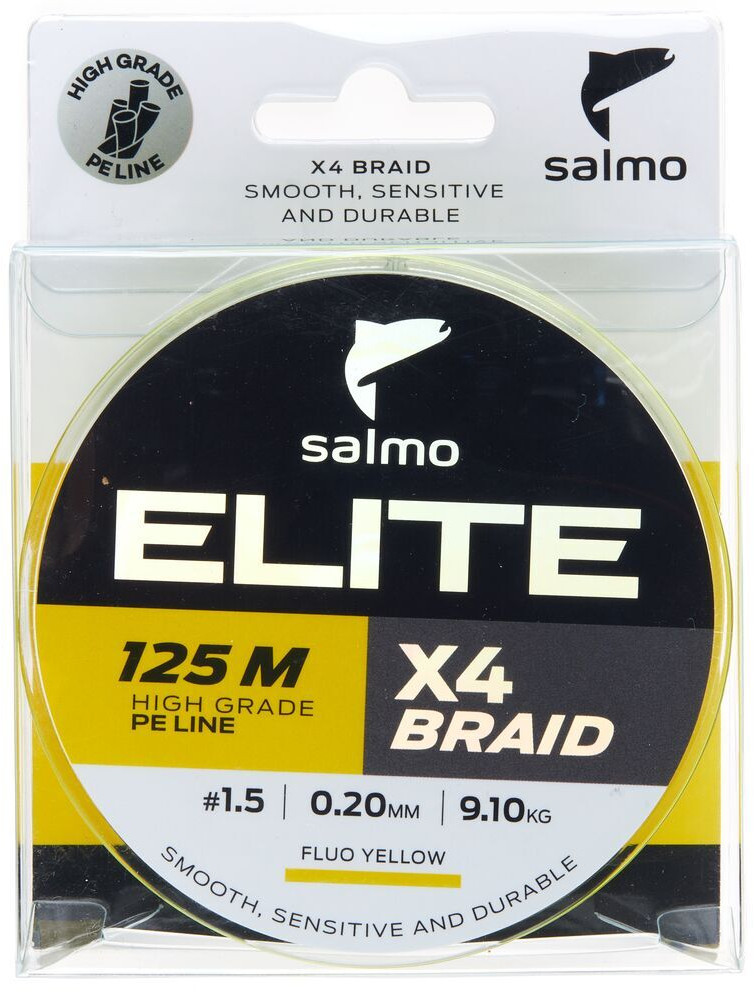 HIGH GRADE
PE LINE
salmo
X4 BRAID
SMOOTH, SENSITIVE
AND DURABLE
salmo
ELITE
125 M
HIGH GRADE
PE LINE
X4
BRAID
#1.5 | 0.20MM | 9.10KG
FLUO YELLOW
SMOOTH, SENSITIVE AND DURABLE